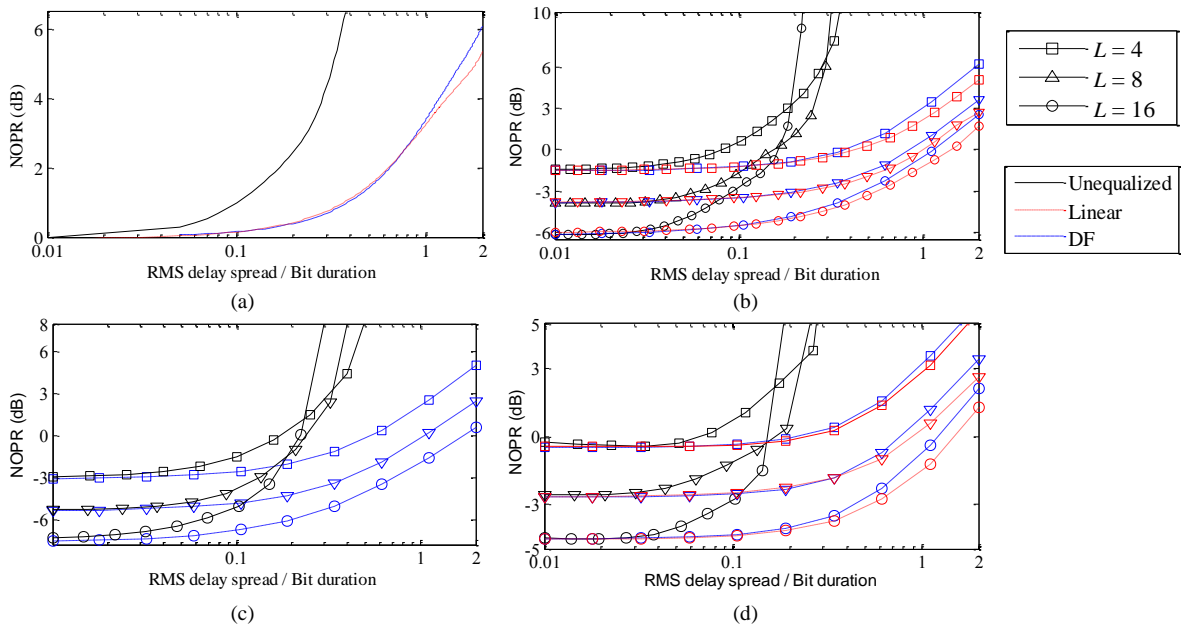 6
4
2
0
0.01
0.1
1
2
NOPR (dB)
RMS delay spread / Bit duration
(a)
10
6
3
0
-3
-6
0.01
0.1
1
2
NOPR (dB)
RMS delay spread / Bit duration
(b)
L = 4
L = 8
L = 16
Unequalized
Linear
DF
8
6
3
0
-3
-6
0.1
1
2
NOPR (dB)
RMS delay spread / Bit duration
(c)
5
3
0
-3
-5
0.01
0.1
1
2
NOPR (dB)
RMS delay spread / Bit duration
(d)